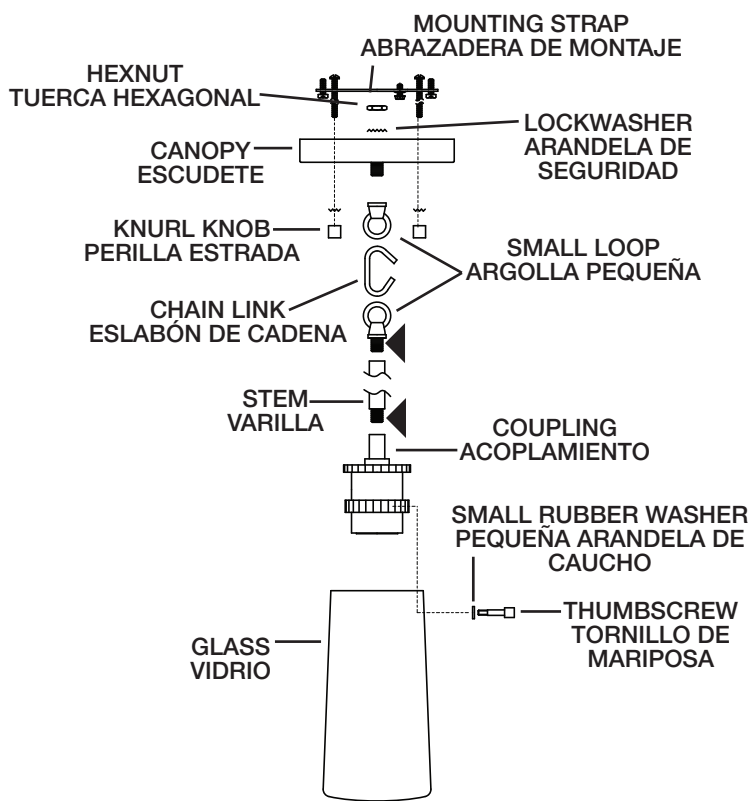 MOUNTING STRAP
ABRAZADERA DE MONTAJE
HEXNUT
TUERCA HEXAGONAL
LOCKWASHER
ARANDELA DE
SEGURIDAD
CANOPY
ESCUDETE
KNURL KNOB
PERILLA ESTRADA
SMALL LOOP
ARGOLLA PEQUEÑA
CHAIN LINK
ESLABÓN DE CADENA
STEM
VARILLA
COUPLING
ACOPLAMIENTO
SMALL RUBBER WASHER
PEQUEÑA ARANDELA DE
CAUCHO
THUMBSCREW
TORNILLO DE
MARIPOSA
GLASS
VIDRIO